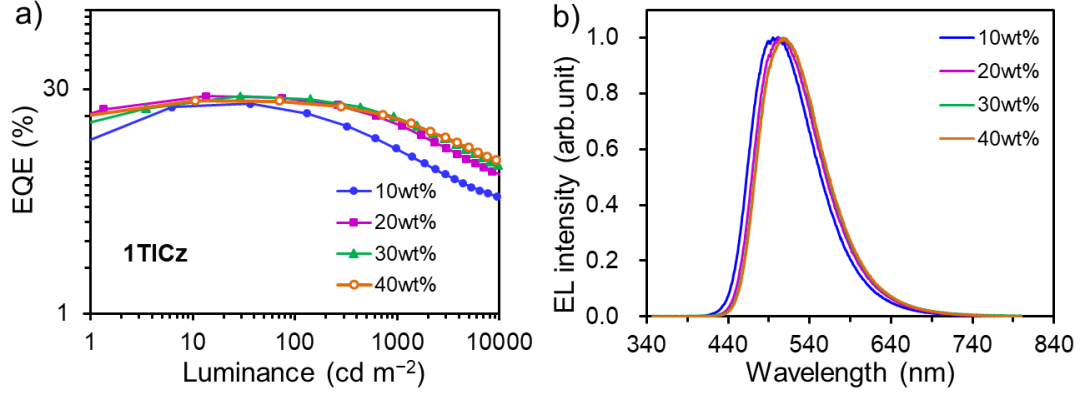 a)
EQE (%)
30
1
1 10 100 1000 10000
Luminance (cd m⁻²)
1TICz
10wt%
20wt%
30wt%
40wt%
b)
EL intensity (arb.unit)
1.0
0.8
0.6
0.4
0.2
0.0
340 440 540 640 740 840
Wavelength (nm)
10wt%
20wt%
30wt%
40wt%